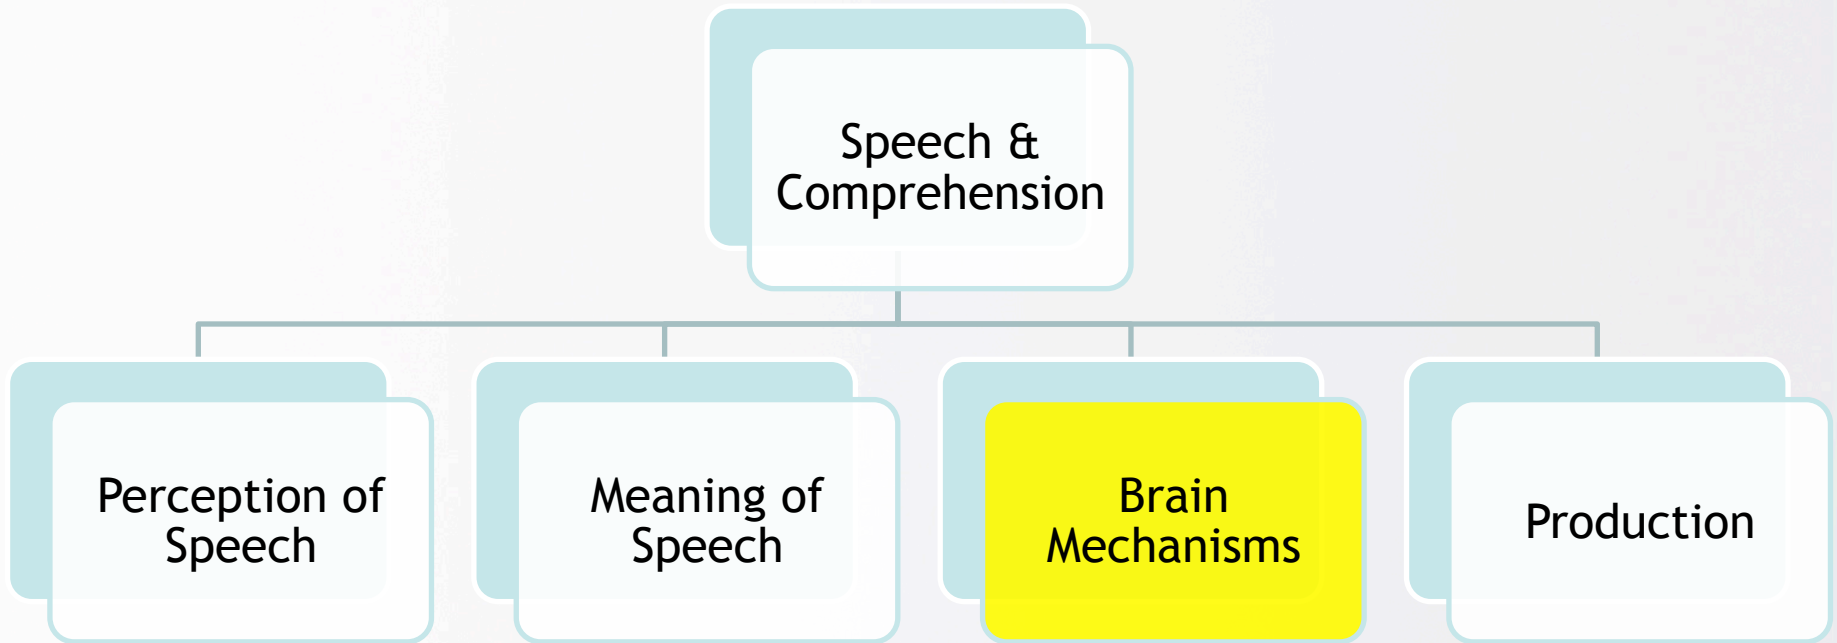 Speech &
Comprehension
Perception of
Speech
Meaning of
Speech
Brain
Mechanisms
Production